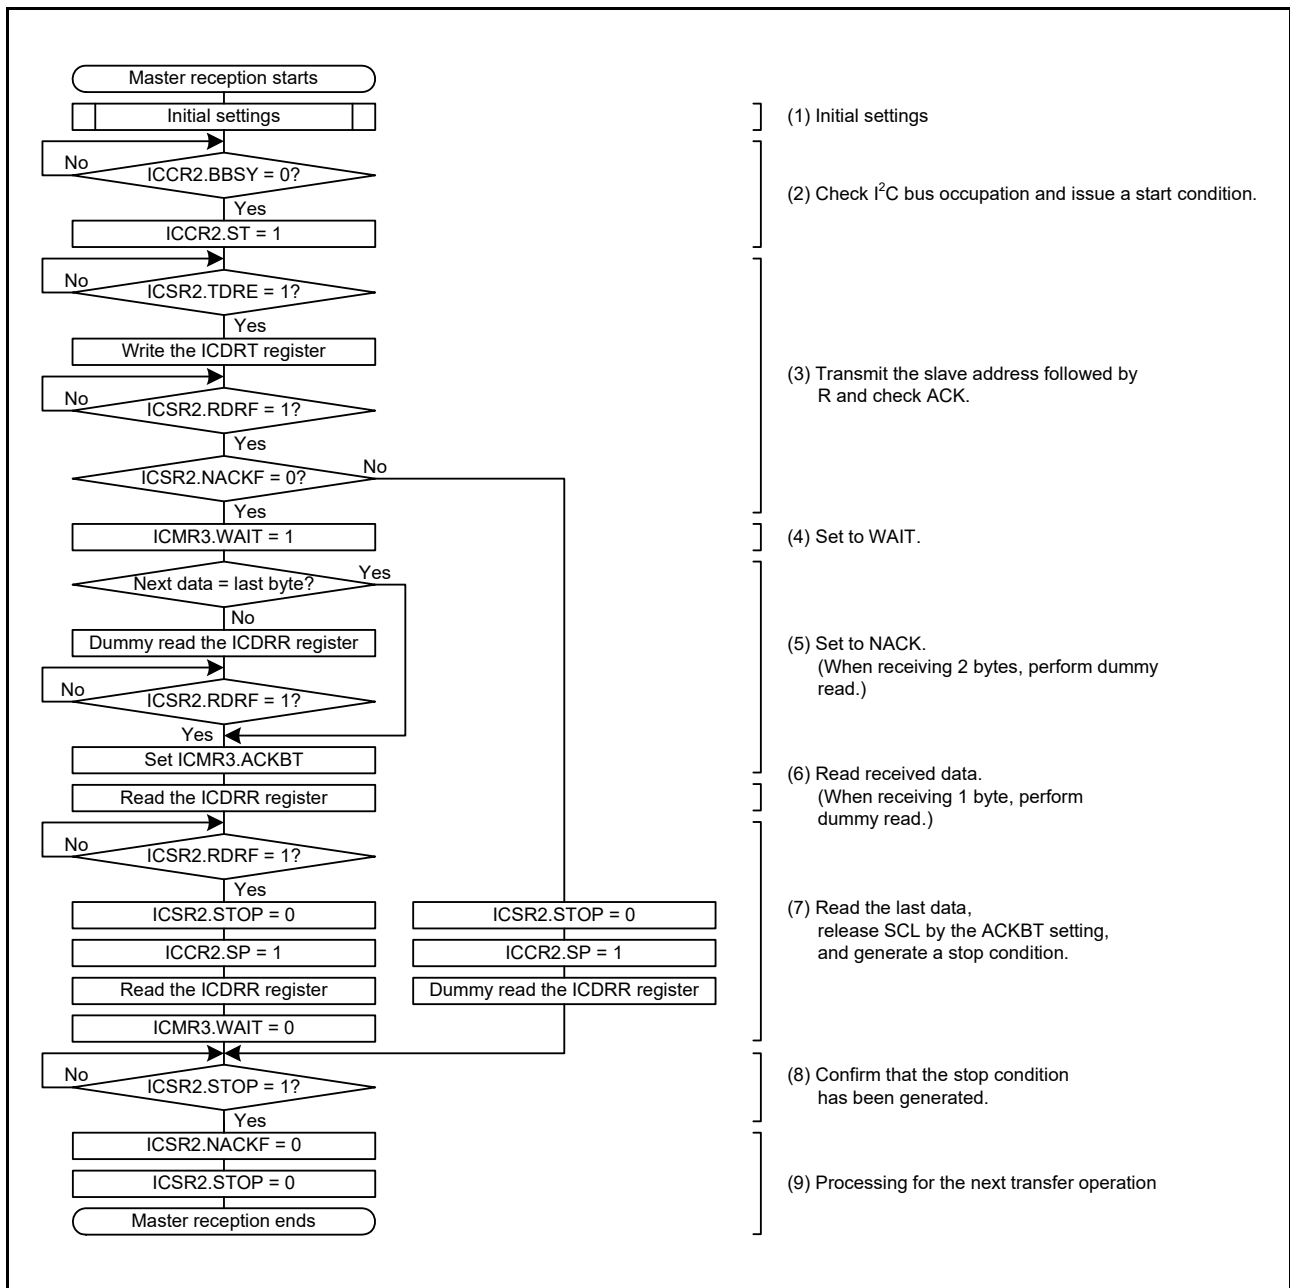 Master reception starts
Initial settings
No
ICCR2.BBSY = 0?
Yes
ICCR2.ST = 1
No
ICSR2.TDRE = 1?
Yes
Write the ICDRT register
No
ICSR2.RDRF = 1?
Yes
ICSR2.NACKF = 0?
No
Yes
ICMR3.WAIT = 1
Next data = last byte?
Yes
No
Dummy read the ICDRR register
No
ICSR2.RDRF = 1?
Yes
Set ICMR3.ACKBT
Read the ICDRR register
No
ICSR2.RDRF = 1?
Yes
ICSR2.STOP = 0
ICCR2.SP = 1
Read the ICDRR register
ICMR3.WAIT = 0
ICSR2.STOP = 0
ICCR2.SP = 1
Dummy read the ICDRR register
No
ICSR2.STOP = 1?
Yes
ICSR2.NACKF = 0
ICSR2.STOP = 0
Master reception ends
(1) Initial settings
(2) Check I²C bus occupation and issue a start condition.
(3) Transmit the slave address followed by
R and check ACK.
(4) Set to WAIT.
(5) Set to NACK.
(When receiving 2 bytes, perform dummy
read.)
(6) Read received data.
(When receiving 1 byte, perform
dummy read.)
(7) Read the last data,
release SCL by the ACKBT setting,
and generate a stop condition.
(8) Confirm that the stop condition
has been generated.
(9) Processing for the next transfer operation